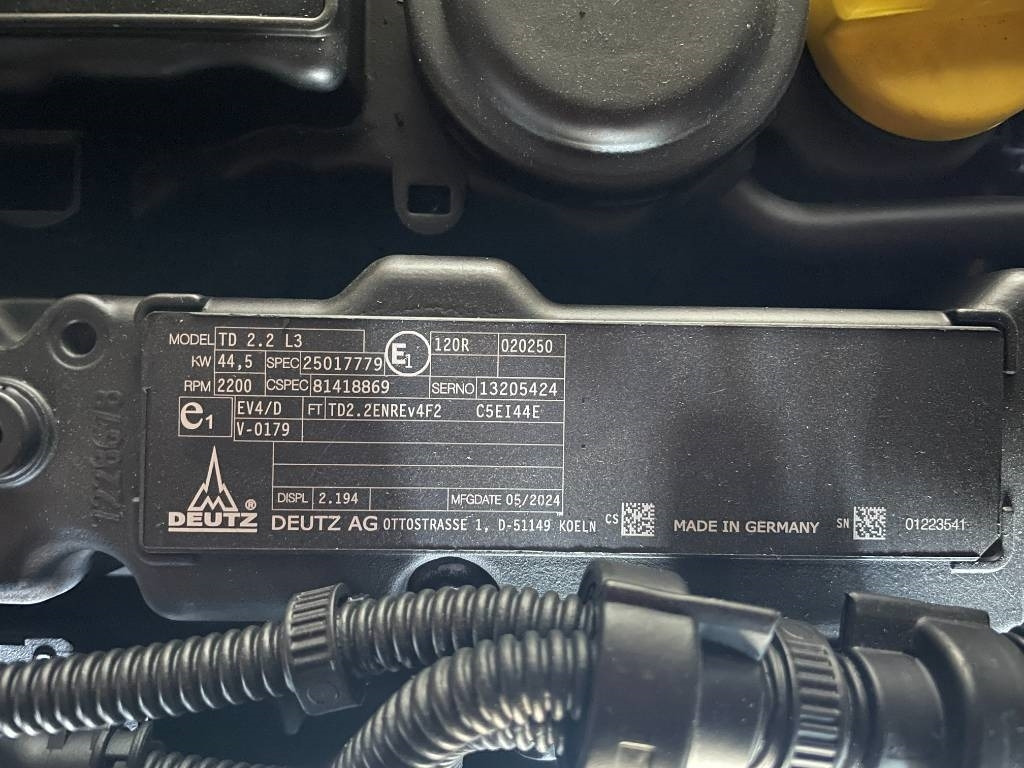 MODEL TD 2.2 L3
KW 44,5 SPEC 25017779 E1 120R 020250
RPM 2200 CSPEC 81418869 SERNO 13205424
e1 EV4/D FT TD2.2ENREv4F2 C5EI44E
V-0179
DISPL 2.194 MFGDATE 05/2024
DEUTZ® DEUTZ AG OTTOSTRASSE 1, D-51149 KOELN CS MADE IN GERMANY SN 01223541